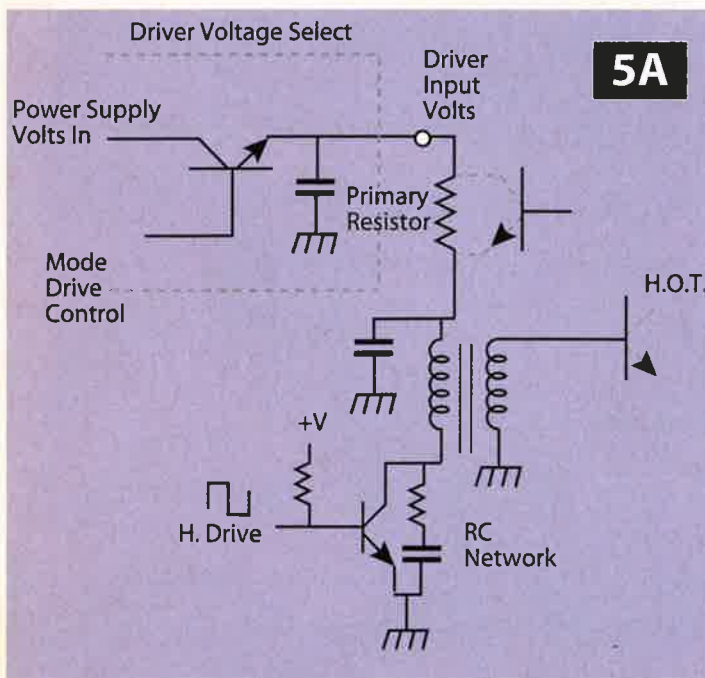 Driver Voltage Select
5A
Driver
Input
Volts
Power Supply
Volts In
Primary
Resistor
Mode
Drive
Control
H.O.T.
+V
H. Drive
RC
Network